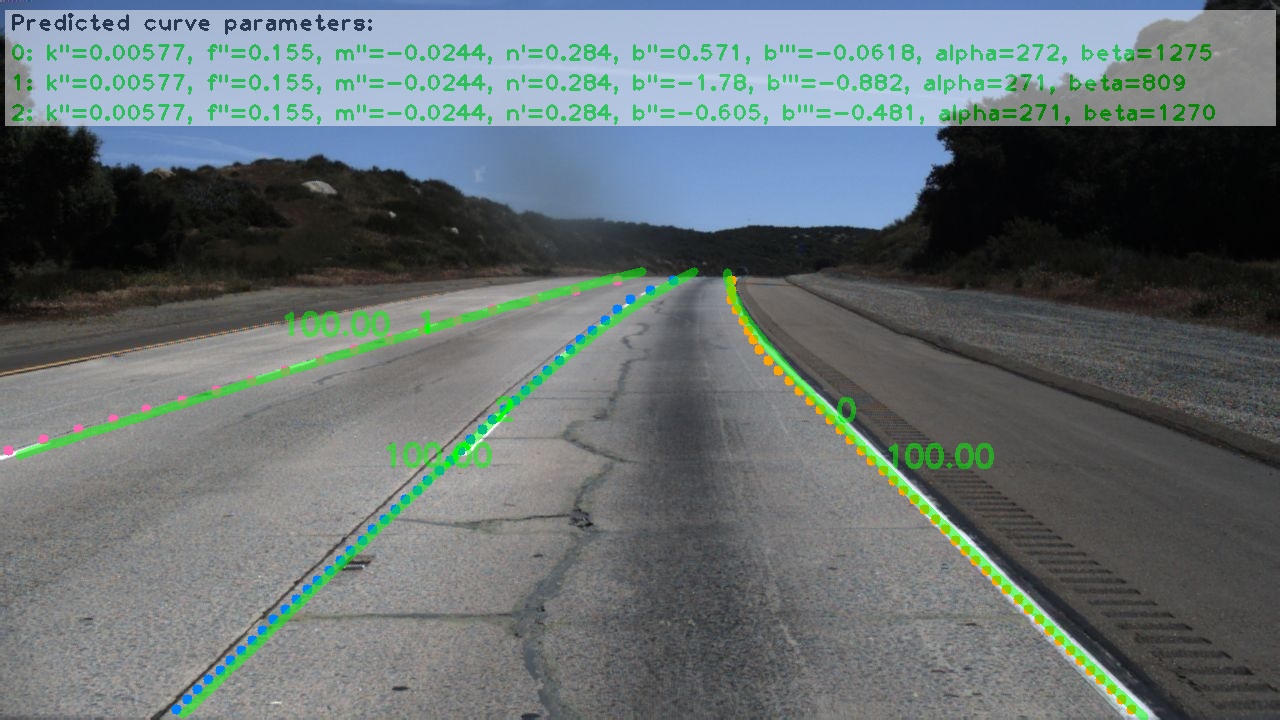 Predicted curve parameters:
0: k''=0.00577, f''=0.155, m''=-0.0244, n'=0.284, b''=0.571, b'''=-0.0618, alpha=272, beta=1275
1: k''=0.00577, f''=0.155, m''=-0.0244, n'=0.284, b''=-1.78, b'''=-0.882, alpha=271, beta=809
2: k''=0.00577, f''=0.155, m''=-0.0244, n'=0.284, b''=-0.605, b'''=-0.481, alpha=271, beta=1270
100.00 1
0
100.00
100.00